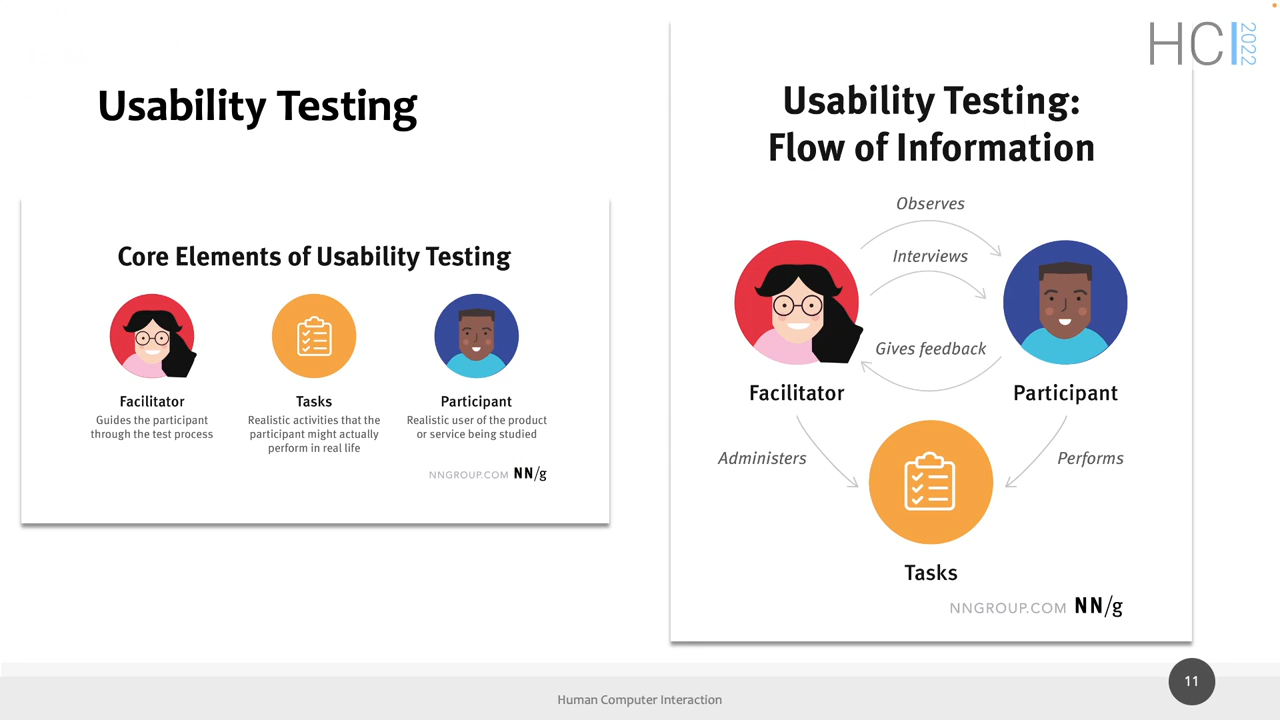 HCI 2022
Usability Testing
Core Elements of Usability Testing
Facilitator
Guides the participant
through the test process
Tasks
Realistic activities that the
participant might actually
perform in real life
Participant
Realistic user of the product
or service being studied
NNGROUP.COM NN/g
Usability Testing:
Flow of Information
Observes
Interviews
Gives feedback
Facilitator
Participant
Administers
Performs
Tasks
NNGROUP.COM NN/g
Human Computer Interaction
11